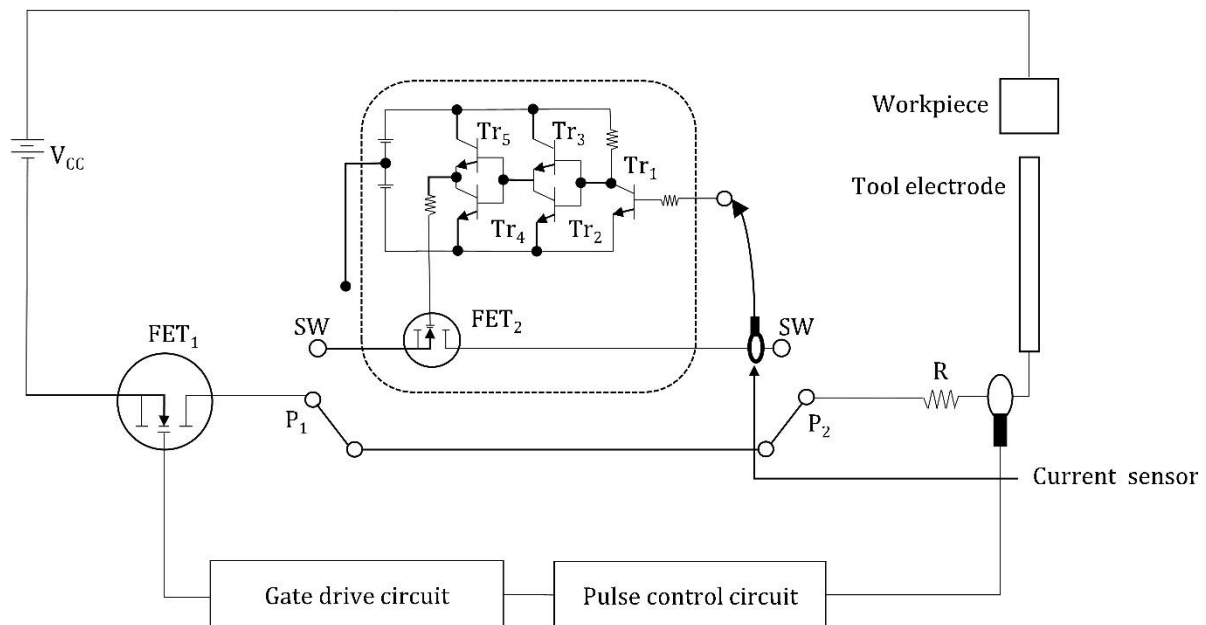 Workpiece
Tr₅
Tr₃
V_CC
Tr₁
Tool electrode
Tr₄
Tr₂
FET₂
SW
SW
FET₁
R
P₁
P₂
Current sensor
Gate drive circuit
Pulse control circuit